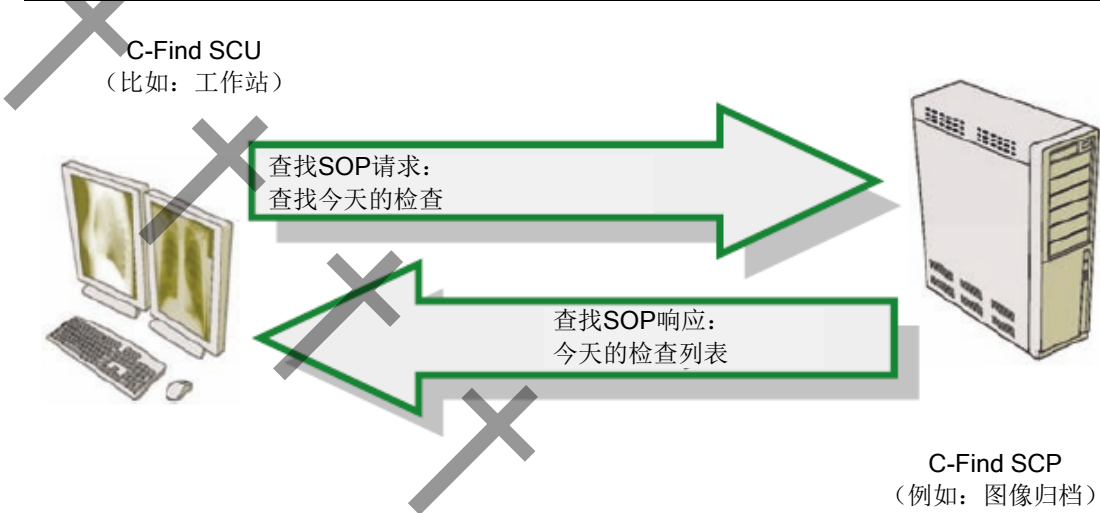 C-Find SCU
（比如：工作站）
查找SOP请求：
查找今天的检查
查找SOP响应：
今天的检查列表
C-Find SCP
（例如：图像归档）